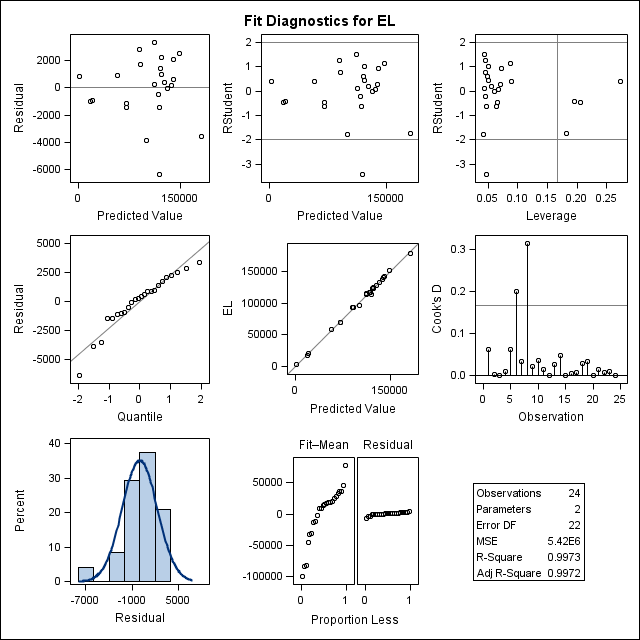 Fit Diagnostics for EL
2000
0
-2000
-4000
-6000
Residual
0
150000
Predicted Value
2
1
0
-1
-2
-3
RStudent
0
150000
Predicted Value
2
1
0
-1
-2
-3
RStudent
0.05 0.10 0.15 0.20 0.25
Leverage
5000
2500
0
-2500
-5000
Residual
-2 -1 0 1 2
Quantile
150000
100000
50000
0
EL
0
150000
Predicted Value
0.3
0.2
0.1
0.0
Cook's D
0 5 10 15 20 25
Observation
40
30
20
10
0
Percent
-7000 -1000 5000
Residual
Fit–Mean
Residual
50000
0
-50000
-100000
0 1
0 1
Proportion Less
Observations 24
Parameters 2
Error DF 22
MSE 5.42E6
R-Square 0.9973
Adj R-Square 0.9972